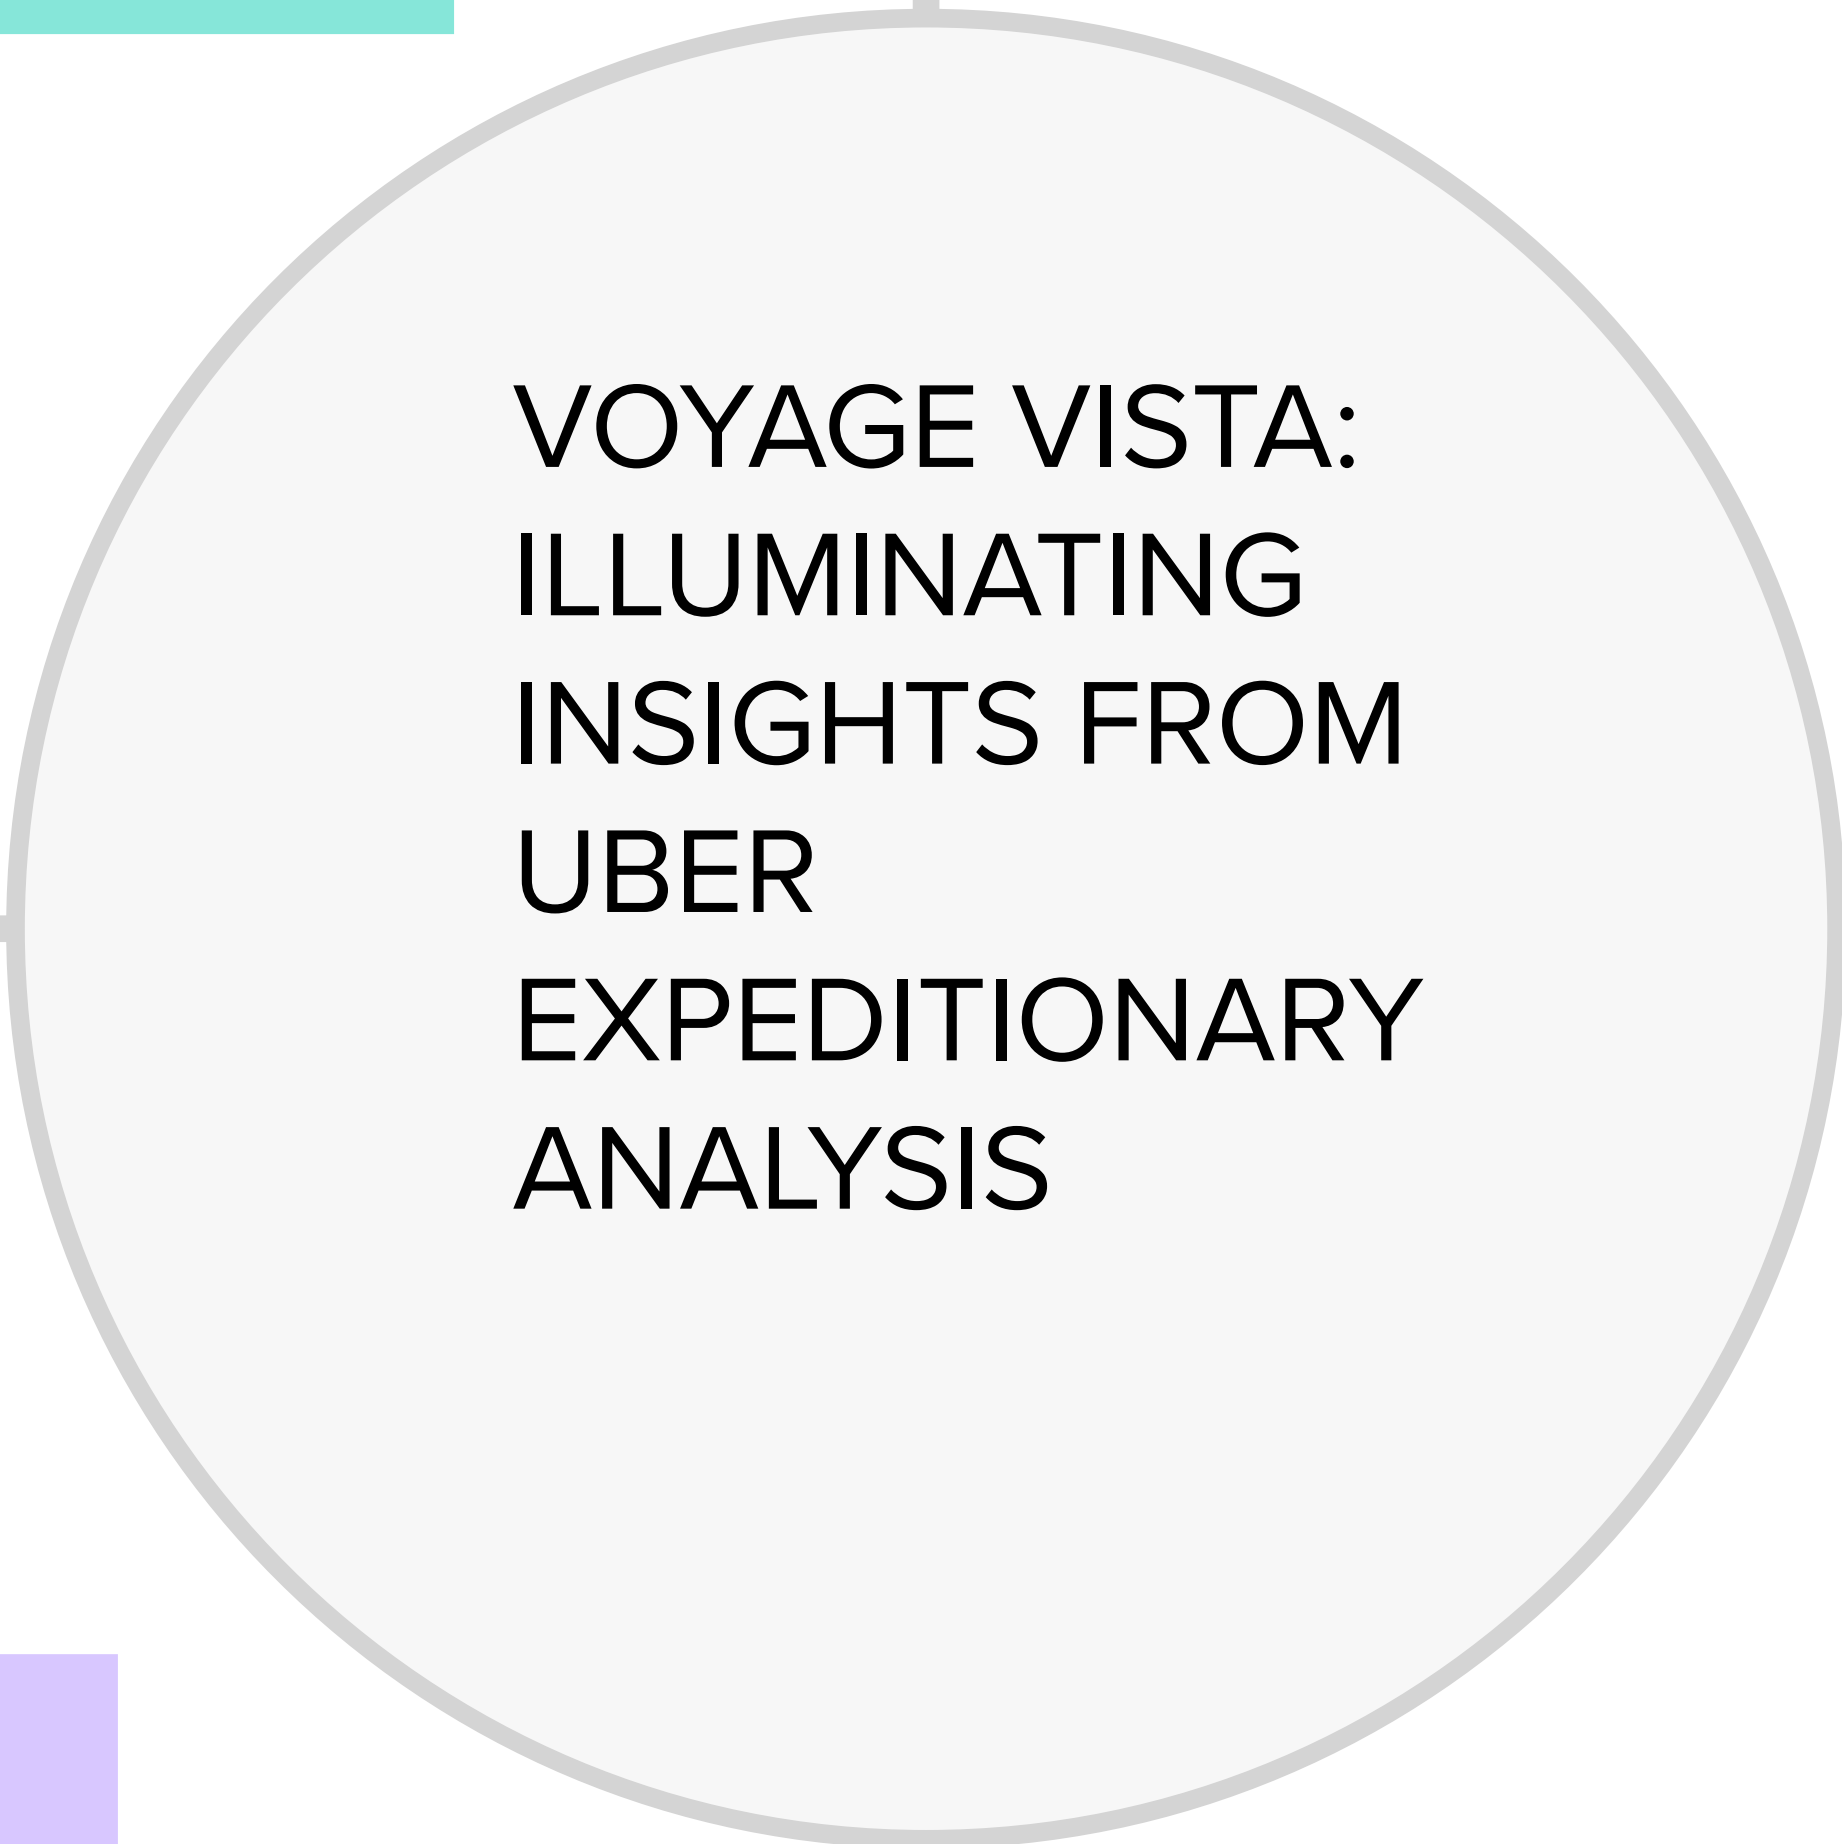 VOYAGE VISTA:
ILLUMINATING
INSIGHTS FROM
UBER
EXPEDITIONARY
ANALYSIS